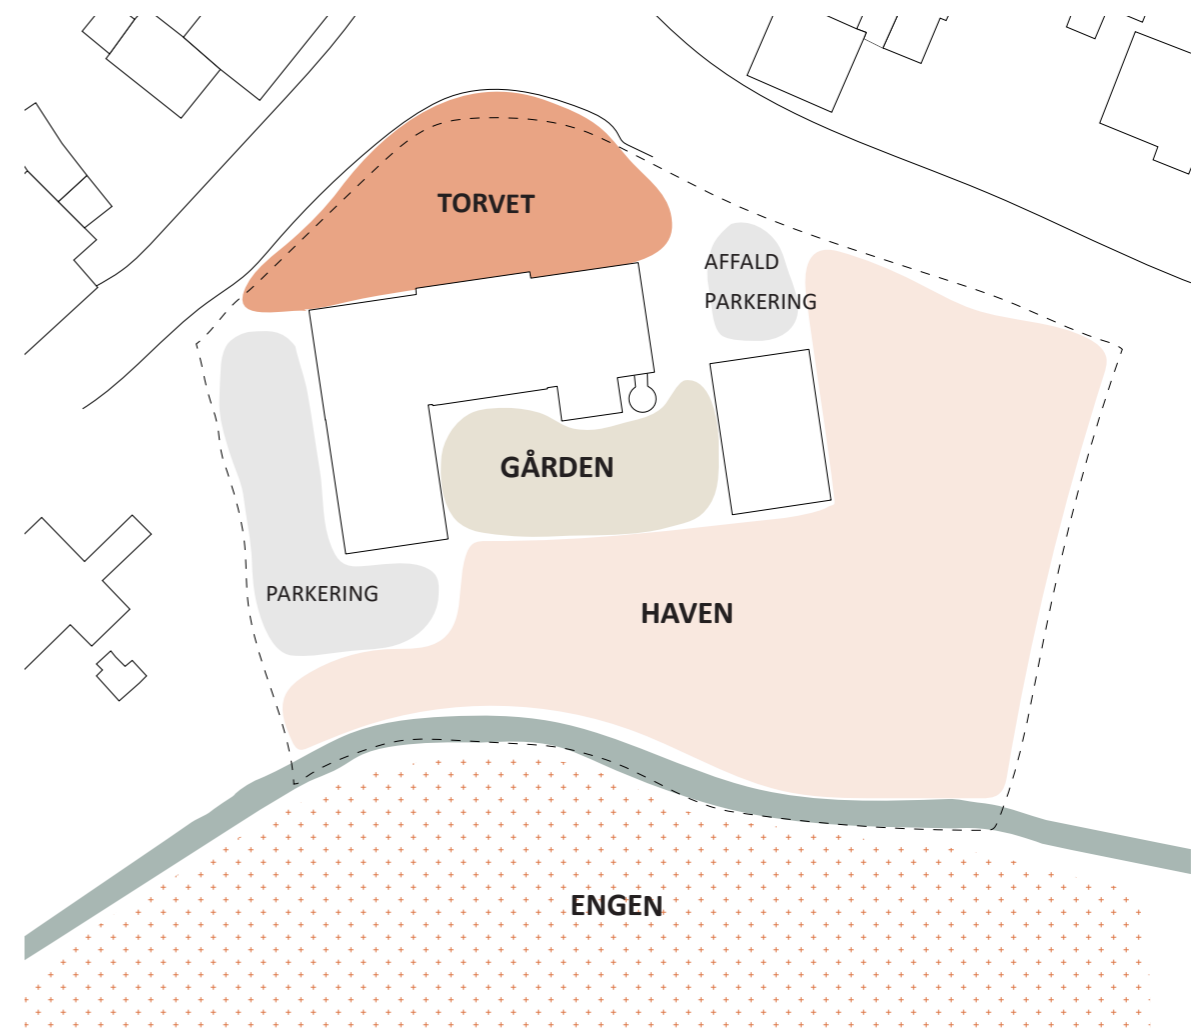 TORVET
AFFALD
PARKERING
GÅRDEN
PARKERING
HAVEN
ENGEN